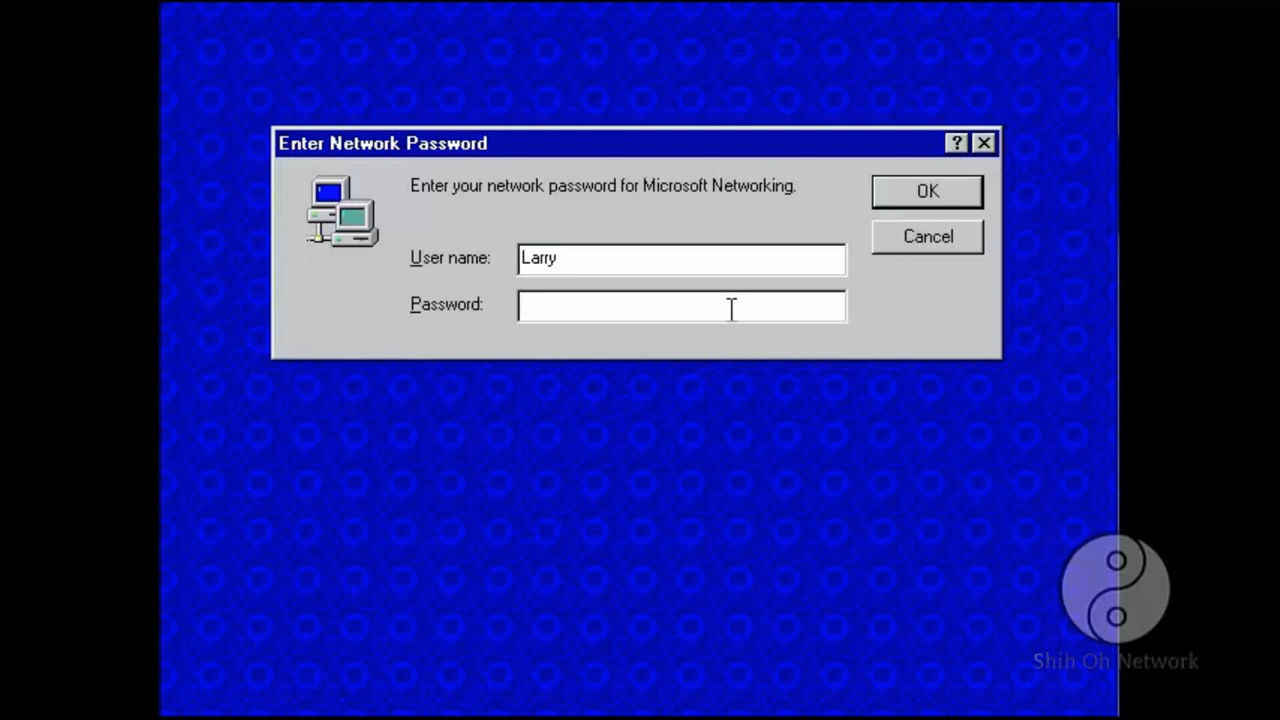 Enter Network Password
?
Enter your network password for Microsoft Networking.
OK
Cancel
User name: Larry
Password:
Shih Oh Network